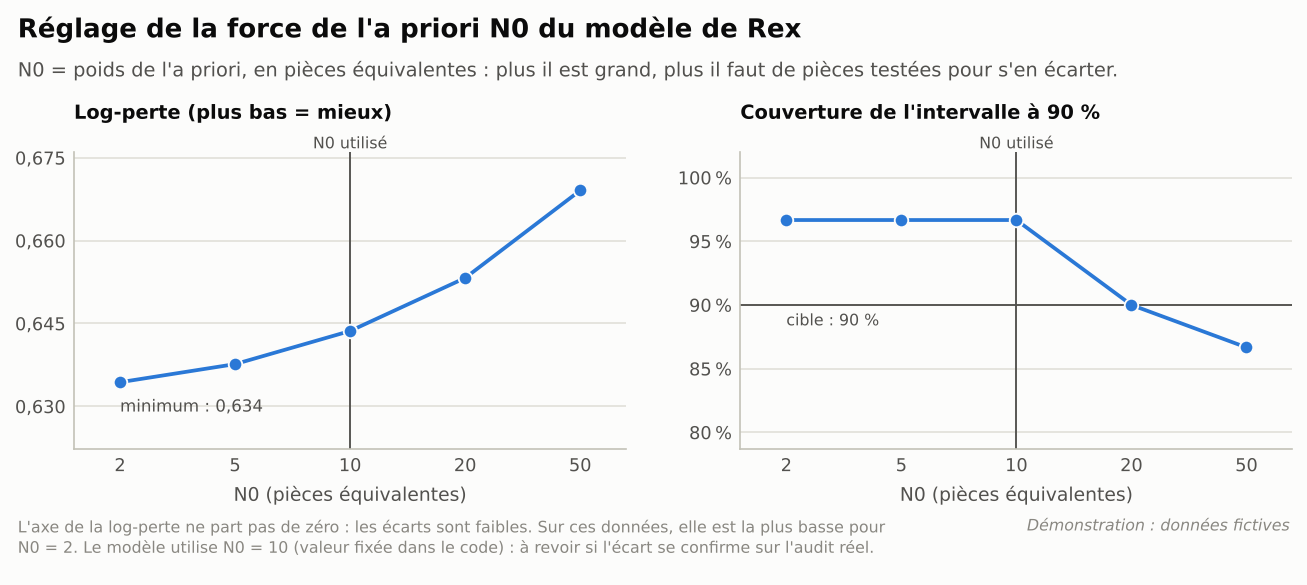 Réglage de la force de l'a priori N0 du modèle de Rex
N0 = poids de l'a priori, en pièces équivalentes : plus il est grand, plus il faut de pièces testées pour s'en écarter.
Log-perte (plus bas = mieux)
N0 utilisé
0,675
0,660
0,645
0,630
minimum : 0,634
2 5 10 20 50
N0 (pièces équivalentes)
Couverture de l'intervalle à 90 %
N0 utilisé
100 %
95 %
90 %
cible : 90 %
85 %
80 %
2 5 10 20 50
N0 (pièces équivalentes)
L'axe de la log-perte ne part pas de zéro : les écarts sont faibles. Sur ces données, elle est la plus basse pour
N0 = 2. Le modèle utilise N0 = 10 (valeur fixée dans le code) : à revoir si l'écart se confirme sur l'audit réel.
Démonstration : données fictives